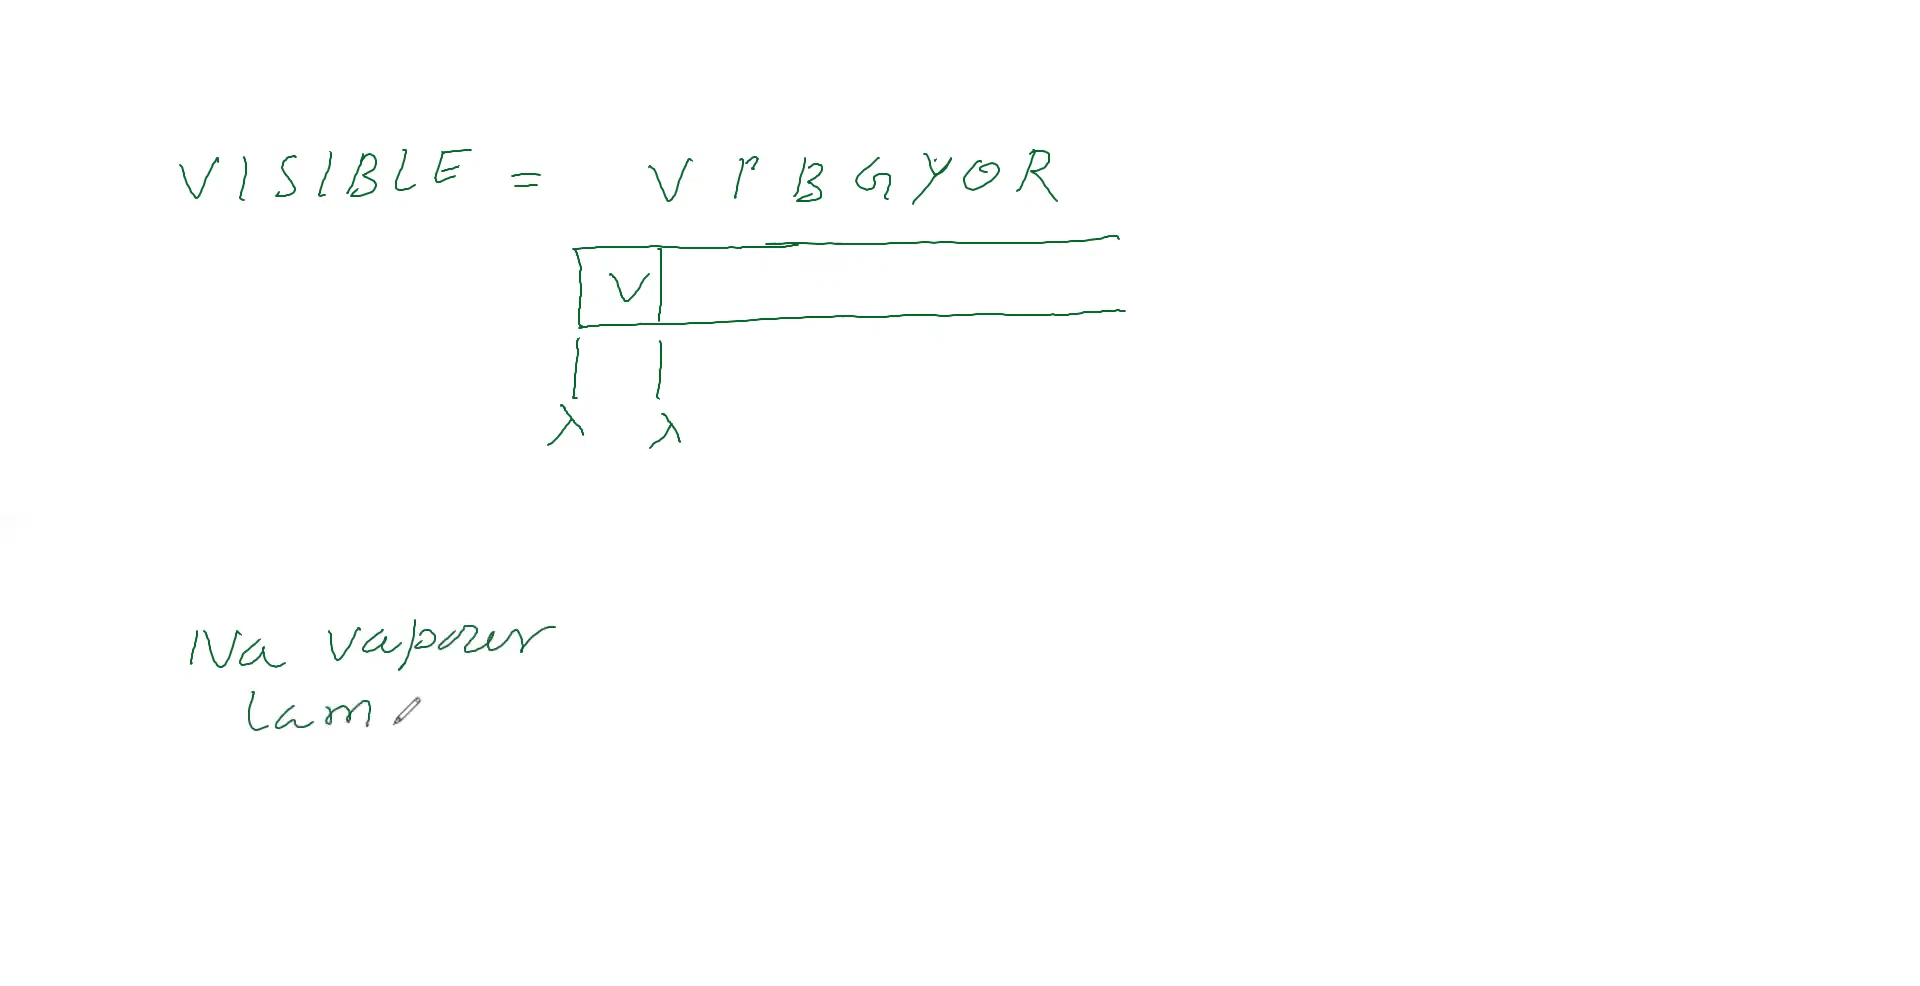 VISIBLE = V I B G Y O R
V
λ λ
Na vapour
lam